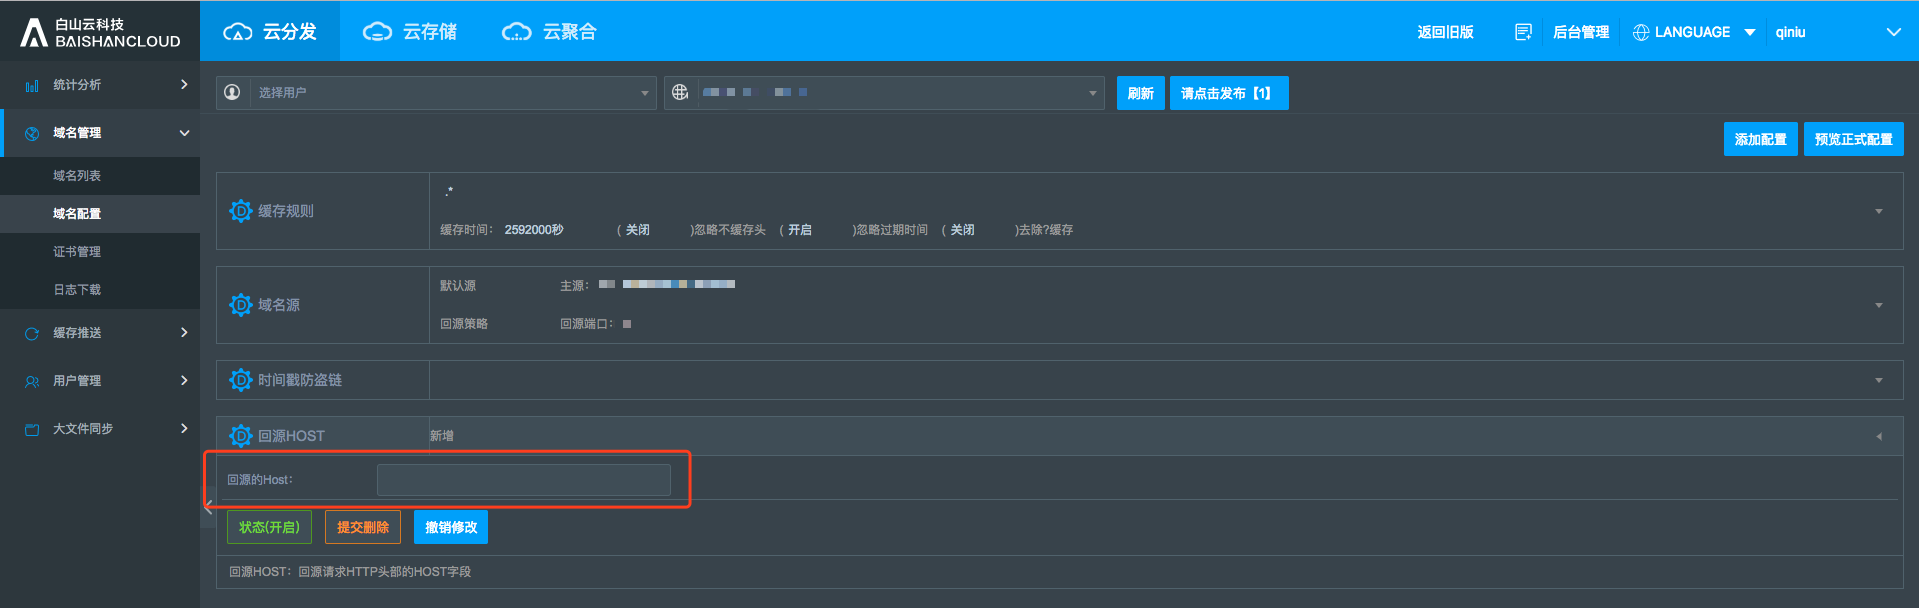 白山云科技
BAISHANCLOUD
云分发
云存储
云聚合
返回旧版
后台管理
LANGUAGE
qiniu
统计分析
域名管理
域名列表
域名配置
证书管理
日志下载
缓存推送
用户管理
大文件同步
选择用户
刷新
请点击发布【1】
添加配置
预览正式配置
缓存规则
.*
缓存时间： 2592000秒 ( 关闭 )忽略不缓存头 ( 开启 )忽略过期时间 ( 关闭 )去除?缓存
域名源
默认源 主源：
回源策略 回源端口：
时间戳防盗链
回源HOST 新增
回源的Host：
状态(开启) 提交删除 撤销修改
回源HOST：回源请求HTTP头部的HOST字段